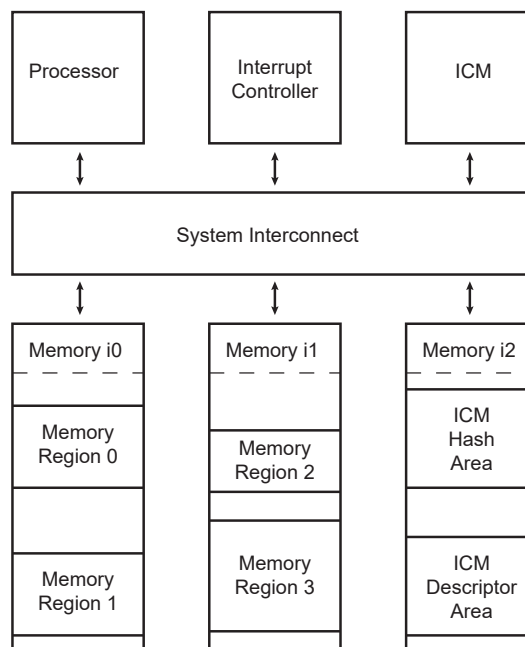 Processor
Interrupt
Controller
ICM
System Interconnect
Memory i0
Memory i1
Memory i2
Memory
Region 0
Memory
Region 2
ICM
Hash
Area
Memory
Region 1
Memory
Region 3
ICM
Descriptor
Area